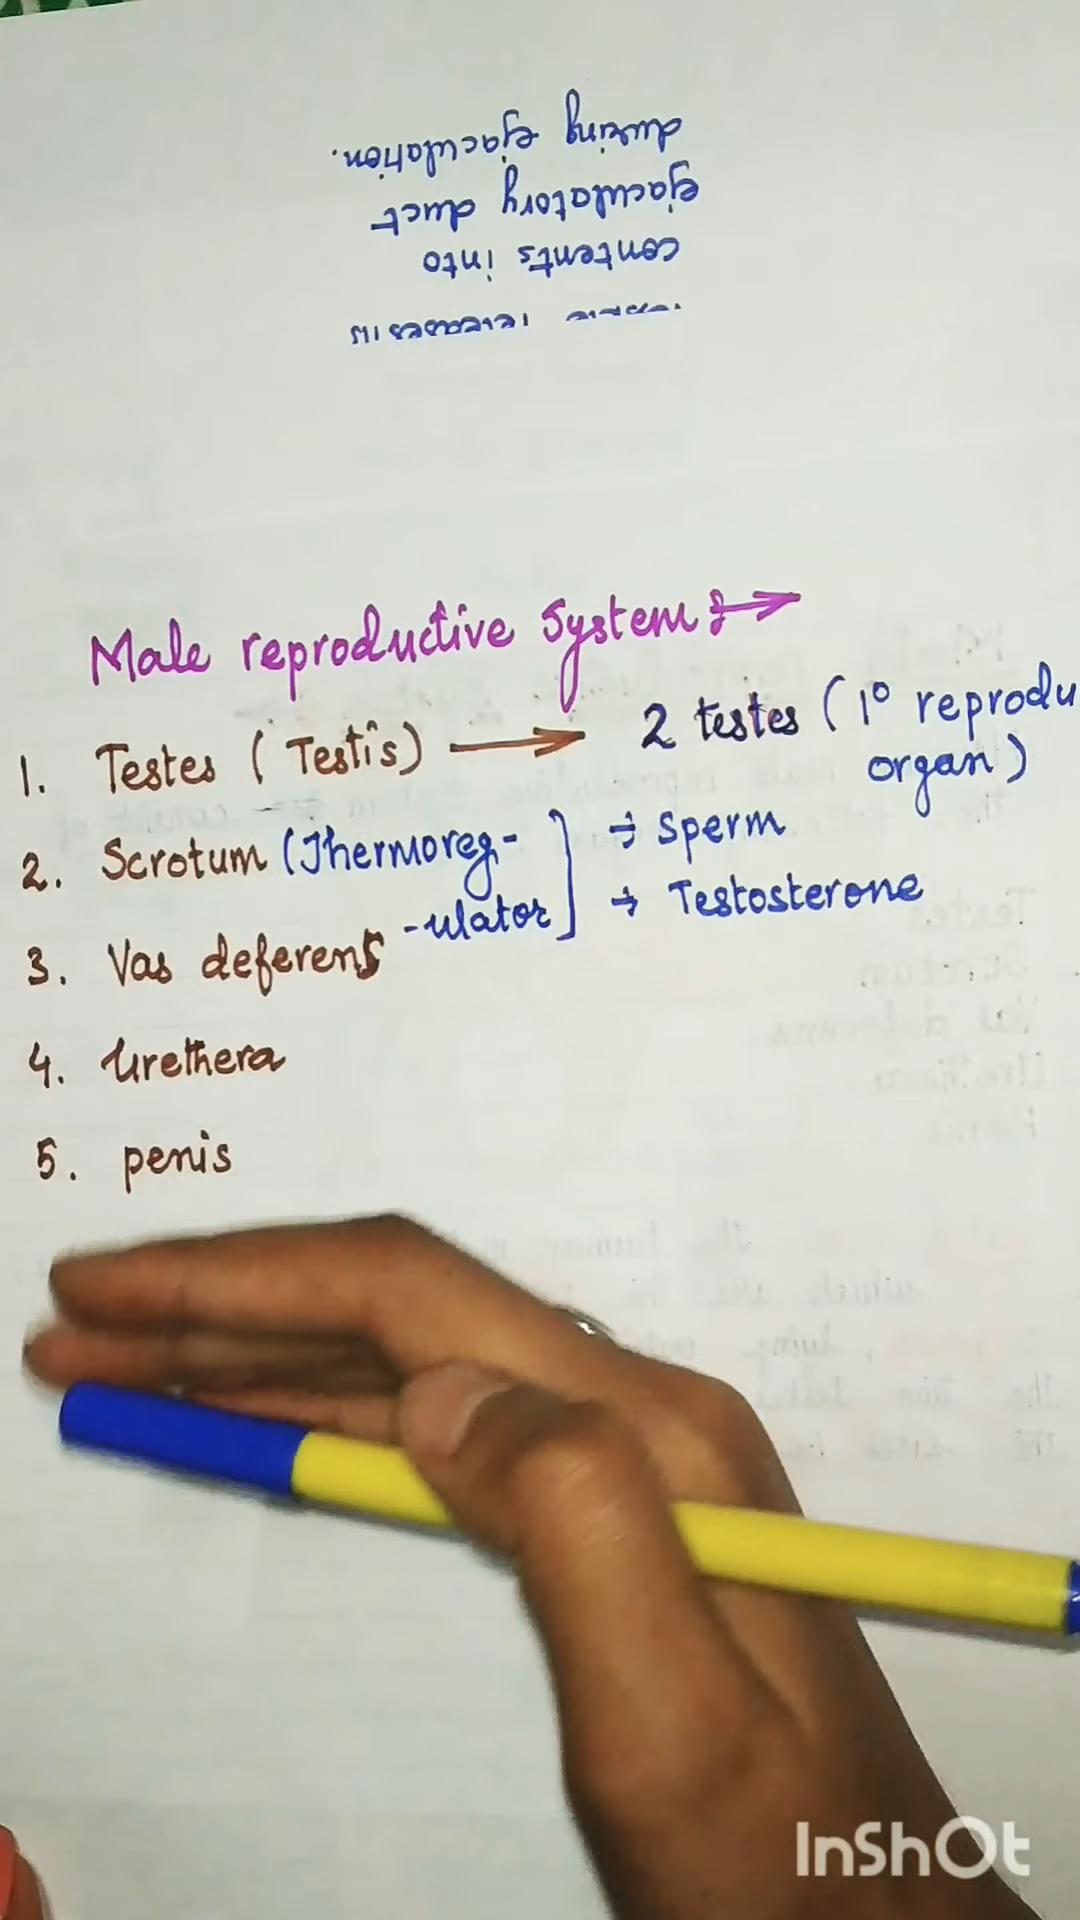 during ejaculation.
ejaculatory duct
contents into
Male reproductive system :→
1. Testes ( Testis) → 2 testes ( 1° reprodu
organ)
2. Scrotum (Thermoreg- ] → Sperm
-ulator ] → Testosterone
3. Vas deferens
4. Urethera
5. penis
InShOt